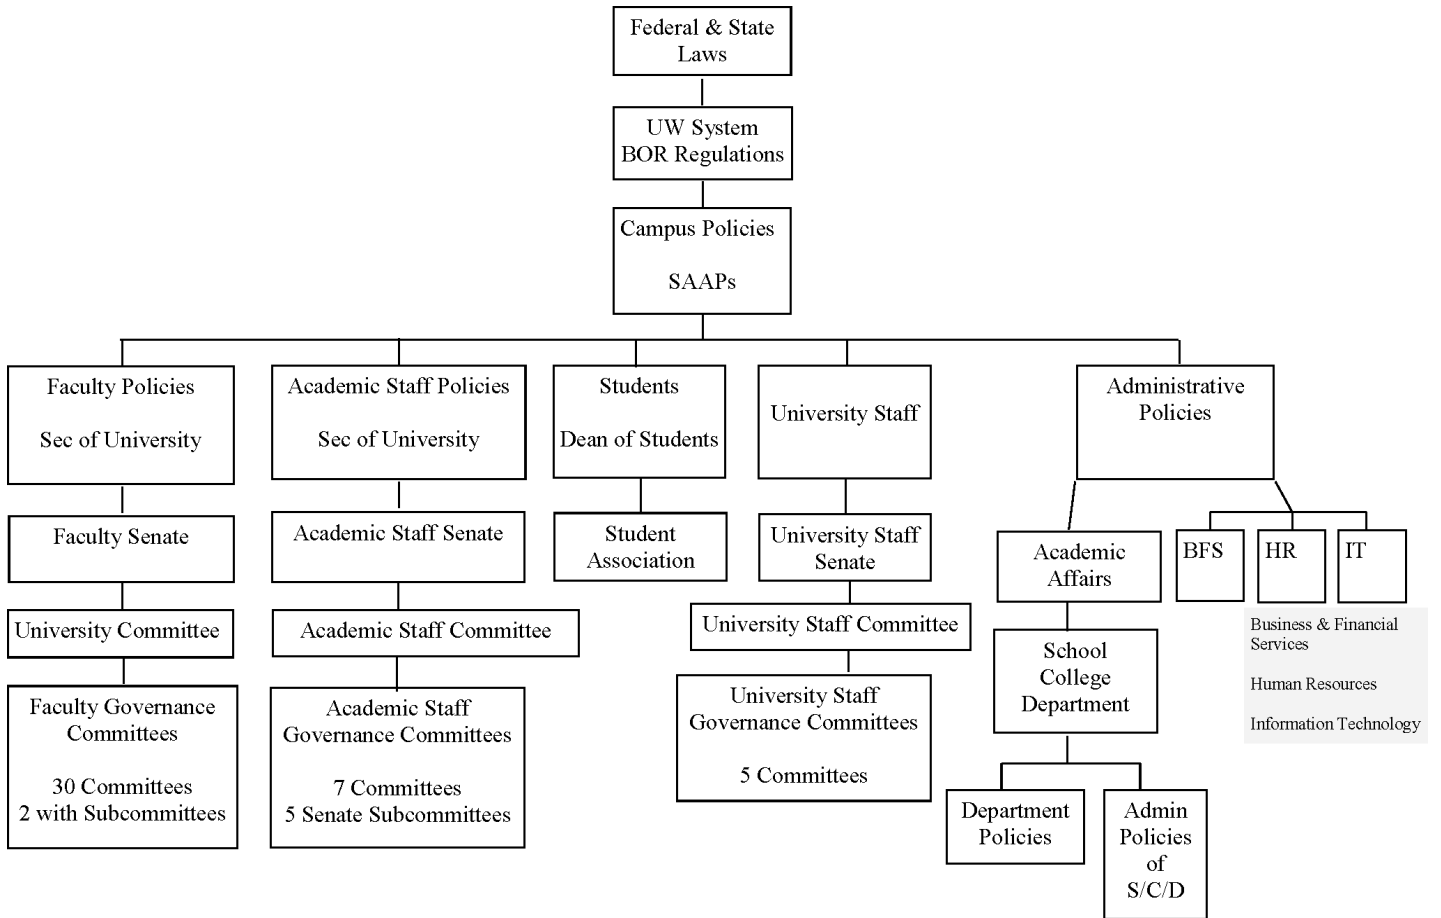 Federal & State
Laws
UW System
BOR Regulations
Campus Policies
SAAPs
Faculty Policies
Sec of University
Academic Staff Policies
Sec of University
Students
Dean of Students
University Staff
Administrative
Policies
Faculty Senate
Academic Staff Senate
Student
Association
University Staff
Senate
Academic
Affairs
BFS
HR
IT
University Committee
Academic Staff Committee
University Staff Committee
School
College
Department
Business & Financial
Services
Human Resources
Information Technology
Faculty Governance
Committees
30 Committees
2 with Subcommittees
Academic Staff
Governance Committees
7 Committees
5 Senate Subcommittees
University Staff
Governance Committees
5 Committees
Department
Policies
Admin
Policies
of
S/C/D